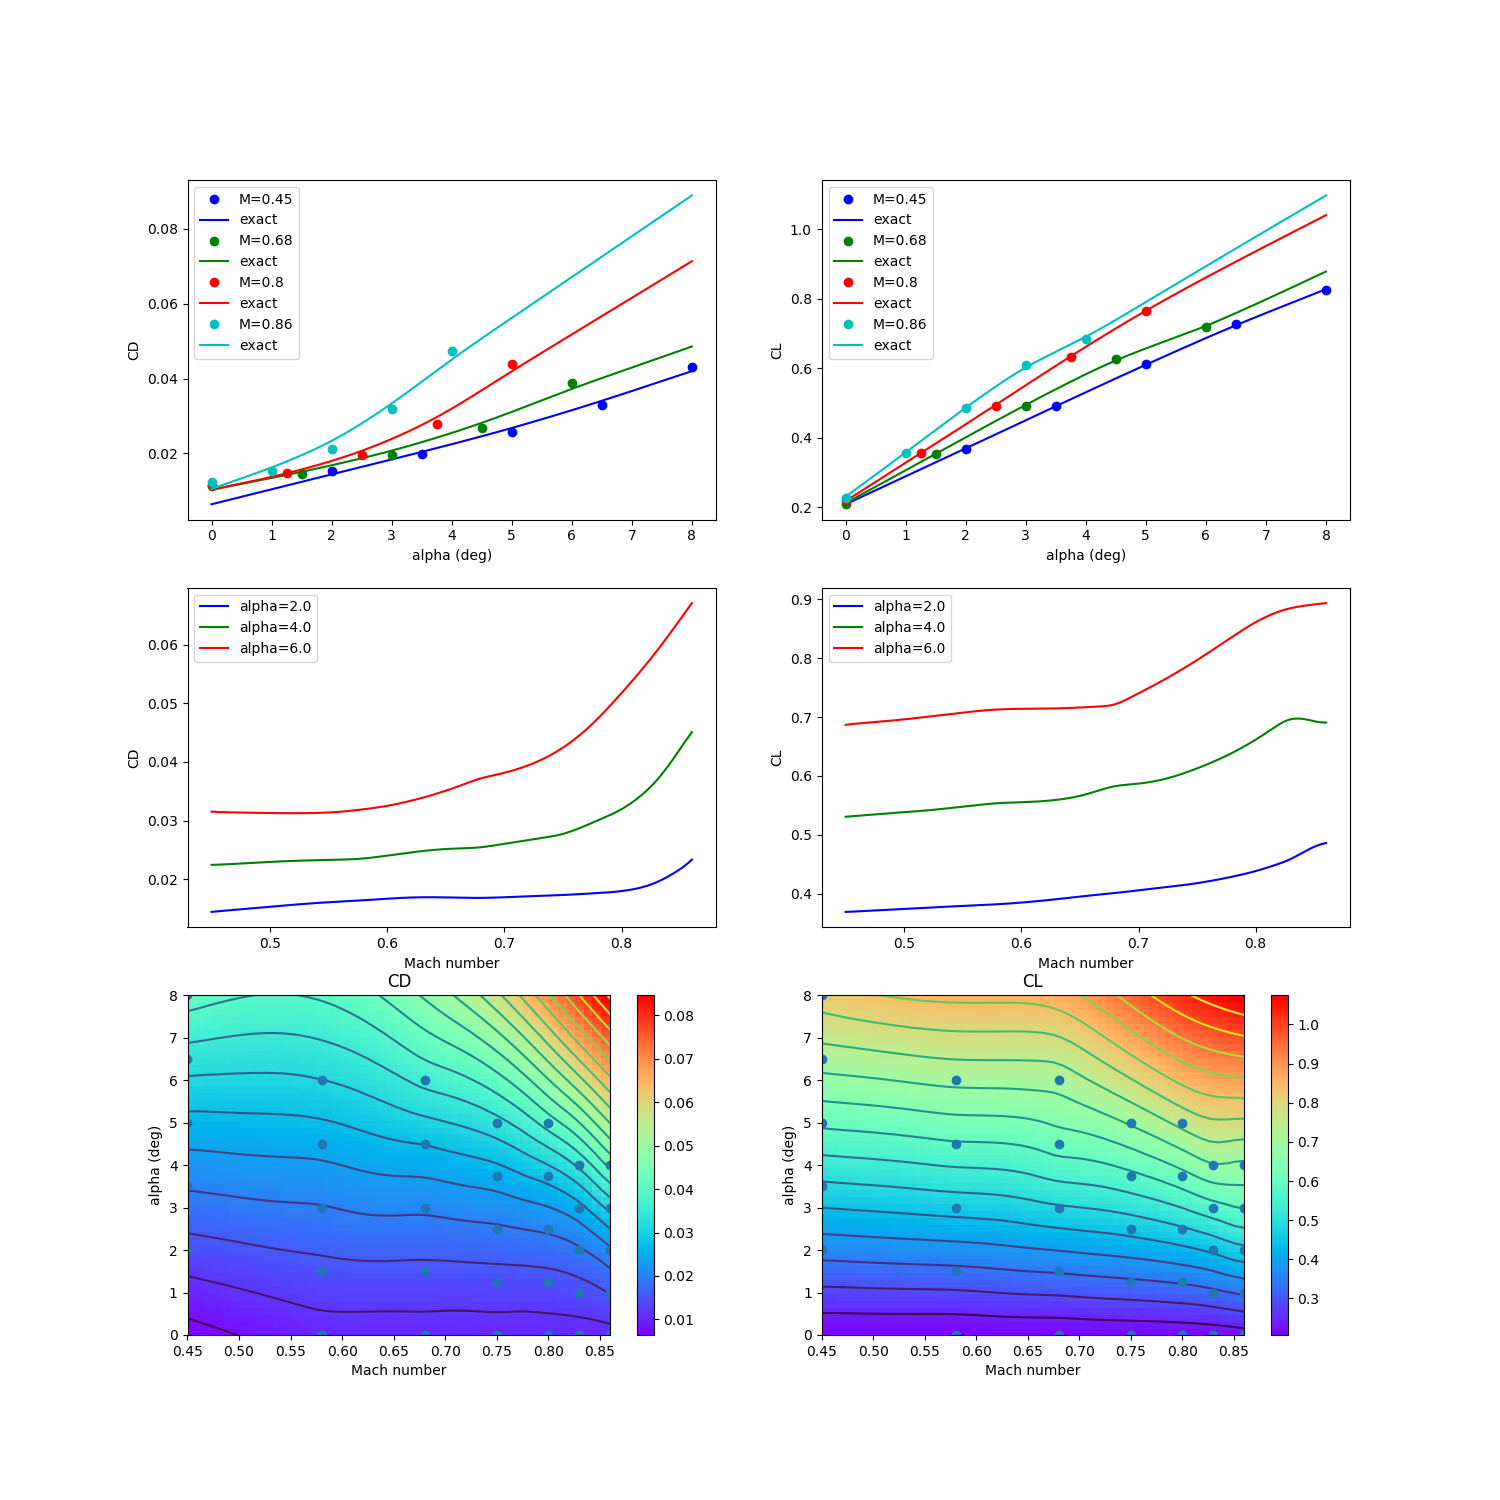 M=0.45
exact
M=0.68
exact
M=0.8
exact
M=0.86
exact
CD
0.08
0.06
0.04
0.02
0 1 2 3 4 5 6 7 8
alpha (deg)
M=0.45
exact
M=0.68
exact
M=0.8
exact
M=0.86
exact
CL
1.0
0.8
0.6
0.4
0.2
0 1 2 3 4 5 6 7 8
alpha (deg)
alpha=2.0
alpha=4.0
alpha=6.0
CD
0.06
0.05
0.04
0.03
0.02
0.5 0.6 0.7 0.8
Mach number
alpha=2.0
alpha=4.0
alpha=6.0
CL
0.9
0.8
0.7
0.6
0.5
0.4
0.5 0.6 0.7 0.8
Mach number
CD
alpha (deg)
8
7
6
5
4
3
2
1
0
0.45 0.50 0.55 0.60 0.65 0.70 0.75 0.80 0.85
Mach number
0.08
0.07
0.06
0.05
0.04
0.03
0.02
0.01
CL
alpha (deg)
8
7
6
5
4
3
2
1
0
0.45 0.50 0.55 0.60 0.65 0.70 0.75 0.80 0.85
Mach number
1.0
0.9
0.8
0.7
0.6
0.5
0.4
0.3